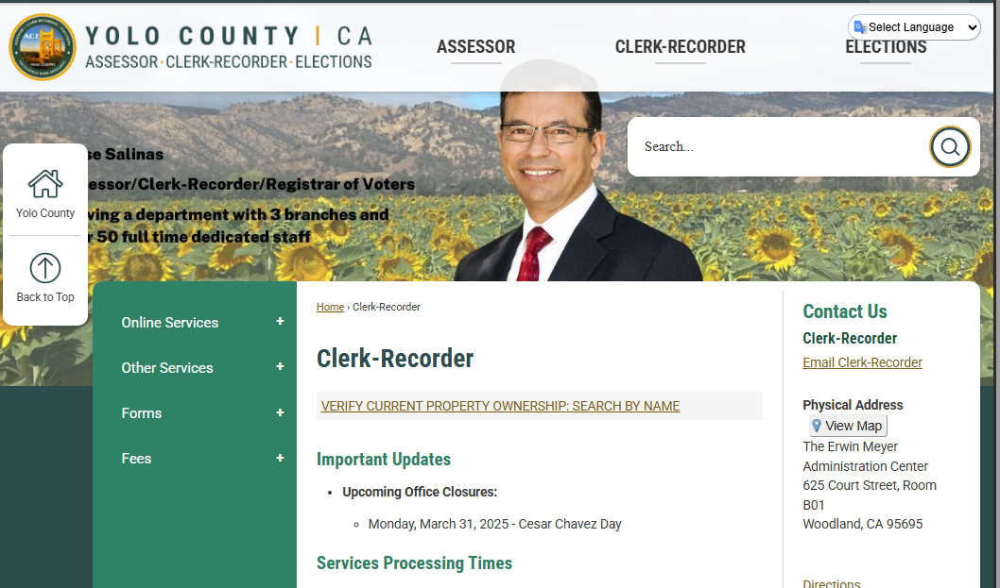 YOLO COUNTY | CA
ASSESSOR·CLERK-RECORDER·ELECTIONS
ASSESSOR
CLERK-RECORDER
ELECTIONS
Select Language
se Salinas
essor/Clerk-Recorder/Registrar of Voters
ving a department with 3 branches and
r 50 full time dedicated staff
Search...
Yolo County
Back to Top
Online Services +
Other Services +
Forms +
Fees +
Home › Clerk-Recorder
Clerk-Recorder
VERIFY CURRENT PROPERTY OWNERSHIP: SEARCH BY NAME
Important Updates
• Upcoming Office Closures:
◦ Monday, March 31, 2025 - Cesar Chavez Day
Services Processing Times
Contact Us
Clerk-Recorder
Email Clerk-Recorder
Physical Address
View Map
The Erwin Meyer
Administration Center
625 Court Street, Room
B01
Woodland, CA 95695
Directions